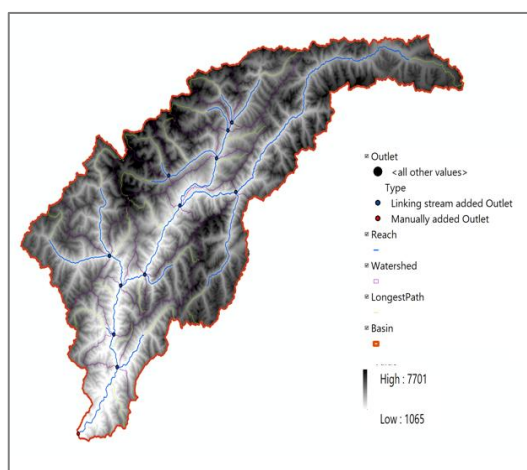 Outlet
<all other values>
Type
Linking stream added Outlet
Manually added Outlet
Reach
Watershed
LongestPath
Basin
High : 7701
Low : 1065